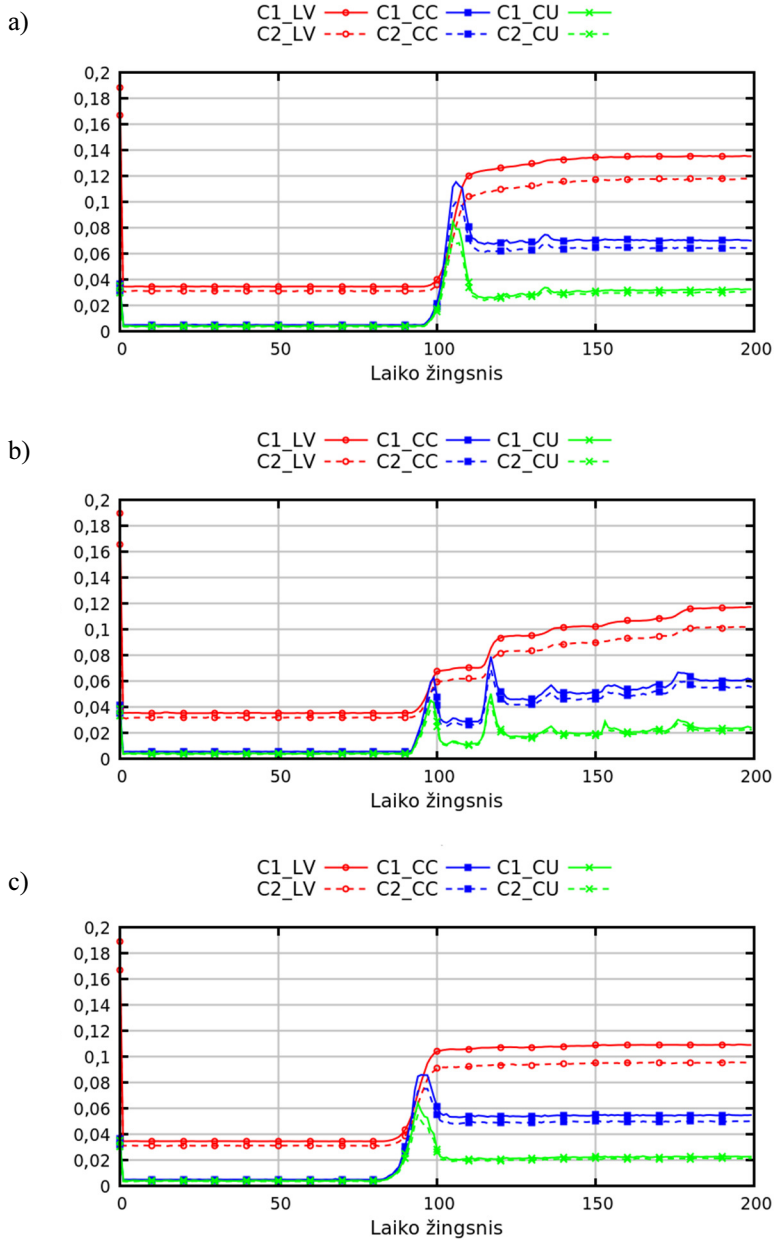 a)
C1_LV C1_CC C1_CU
C2_LV C2_CC C2_CU
0,2
0,18
0,16
0,14
0,12
0,1
0,08
0,06
0,04
0,02
0
0 50 100 150 200
Laiko žingsnis
b)
C1_LV C1_CC C1_CU
C2_LV C2_CC C2_CU
0,2
0,18
0,16
0,14
0,12
0,1
0,08
0,06
0,04
0,02
0
0 50 100 150 200
Laiko žingsnis
c)
C1_LV C1_CC C1_CU
C2_LV C2_CC C2_CU
0,2
0,18
0,16
0,14
0,12
0,1
0,08
0,06
0,04
0,02
0
0 50 100 150 200
Laiko žingsnis